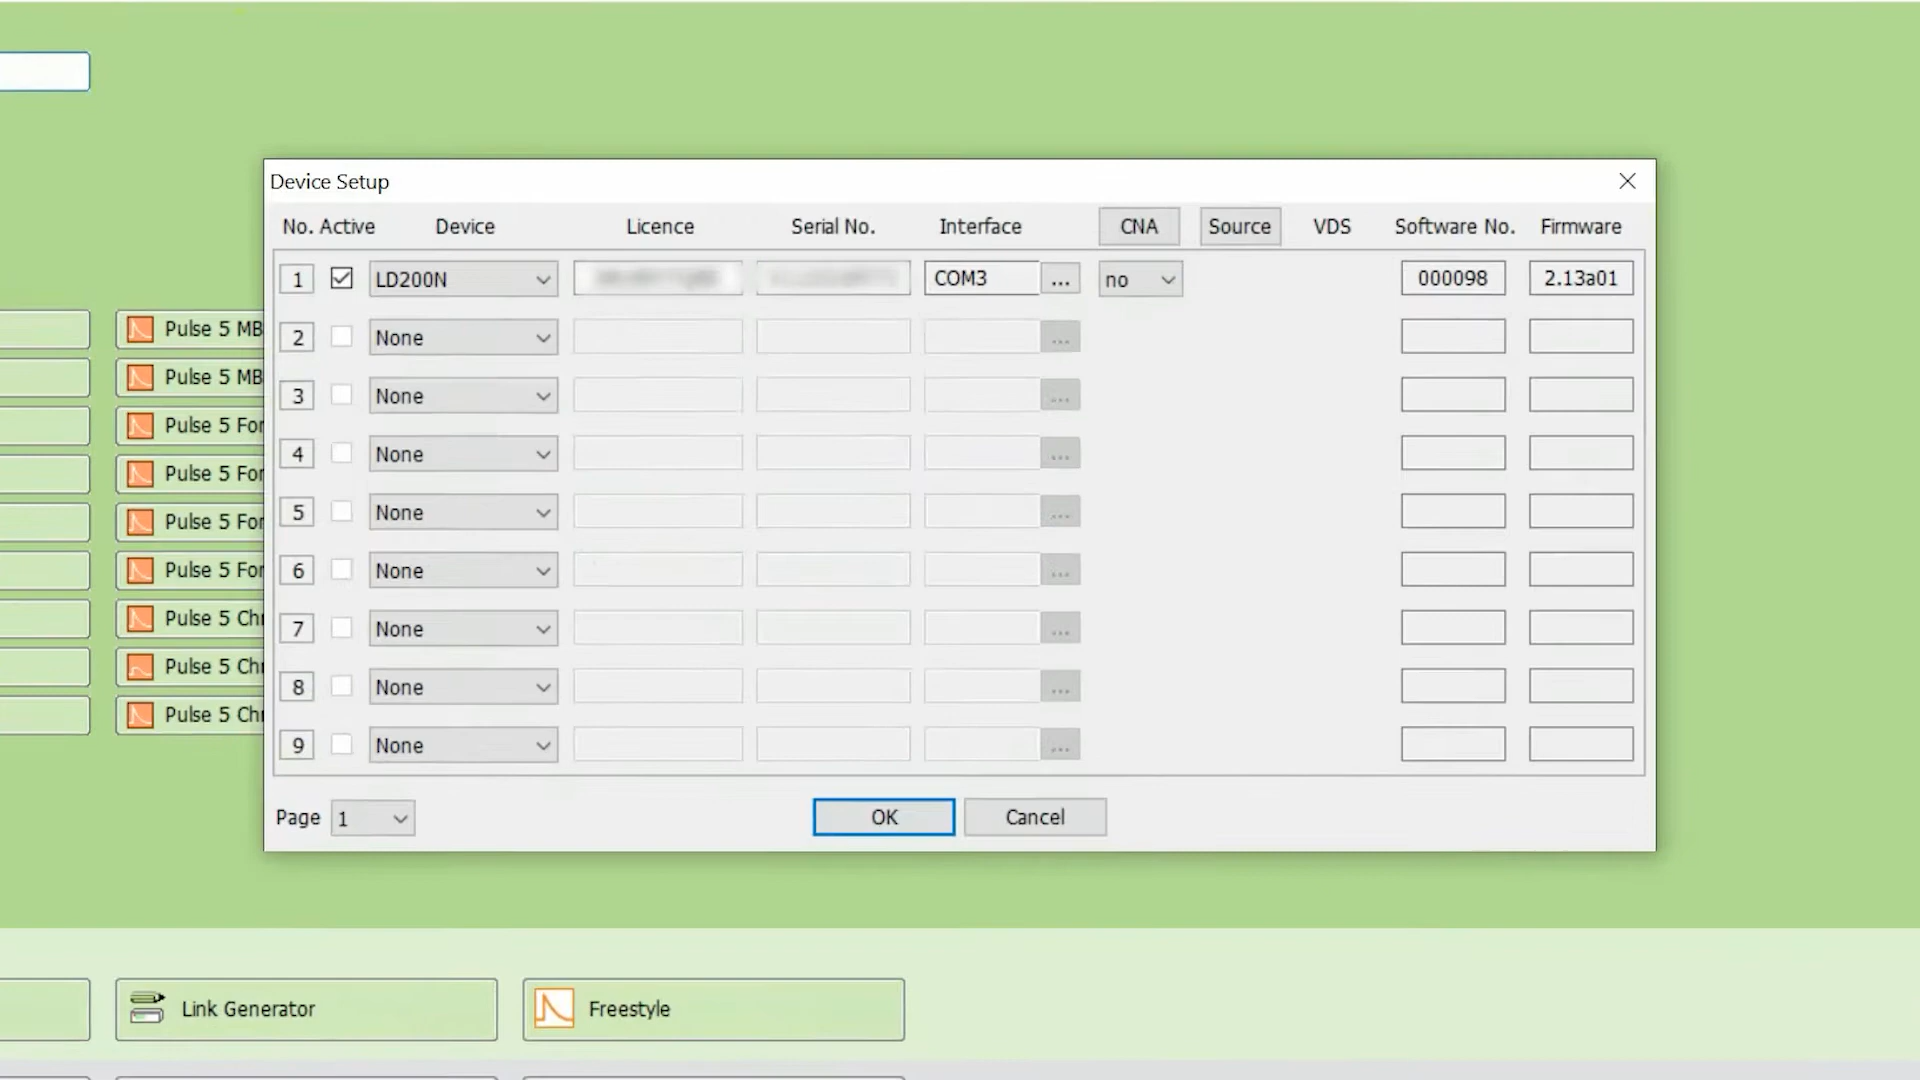 Device Setup
No. Active Device Licence Serial No. Interface CNA Source VDS Software No. Firmware
1 LD200N COM3 ... no 000098 2.13a01
2 None ...
3 None ...
4 None ...
5 None ...
6 None ...
7 None ...
8 None ...
9 None ...
Page 1 OK Cancel
Pulse 5 MB
Pulse 5 MB
Pulse 5 For
Pulse 5 For
Pulse 5 For
Pulse 5 For
Pulse 5 Chr
Pulse 5 Chr
Pulse 5 Chr
Link Generator
Freestyle